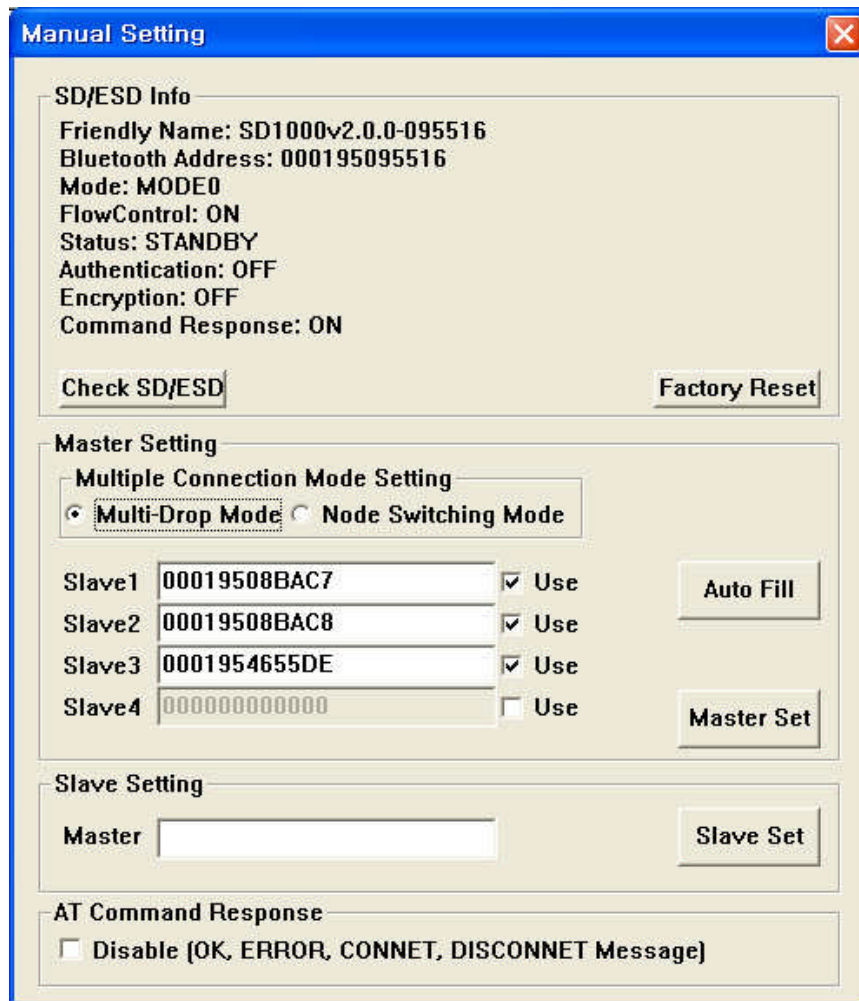 Manual Setting
SD/ESD Info
Friendly Name: SD1000v2.0.0-095516
Bluetooth Address: 000195095516
Mode: MODE0
FlowControl: ON
Status: STANDBY
Authentication: OFF
Encryption: OFF
Command Response: ON
Check SD/ESD Factory Reset
Master Setting
Multiple Connection Mode Setting
Multi-Drop Mode Node Switching Mode
Slave1 00019508BAC7 Use Auto Fill
Slave2 00019508BAC8 Use
Slave3 0001954655DE Use
Slave4 000000000000 Use Master Set
Slave Setting
Master Slave Set
AT Command Response
Disable (OK, ERROR, CONNET, DISCONNET Message)